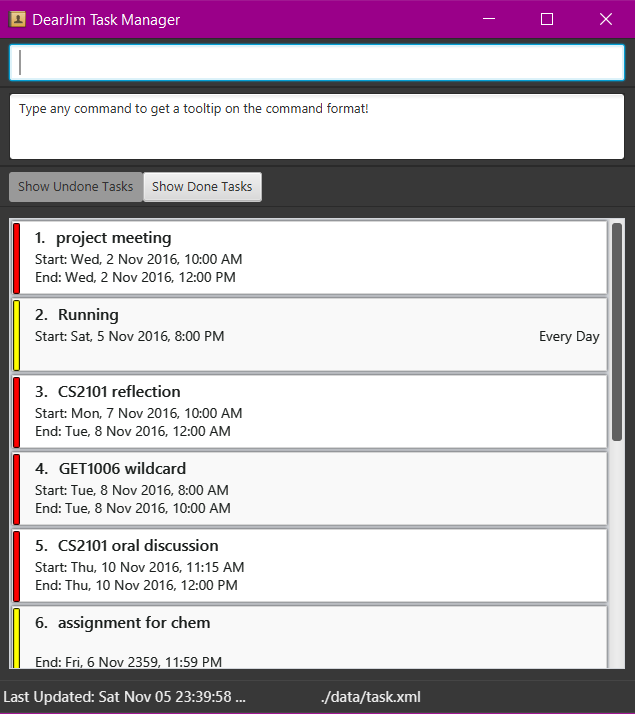 DearJim Task Manager
Type any command to get a tooltip on the command format!
Show Undone Tasks Show Done Tasks
1. project meeting
Start: Wed, 2 Nov 2016, 10:00 AM
End: Wed, 2 Nov 2016, 12:00 PM
2. Running
Start: Sat, 5 Nov 2016, 8:00 PM Every Day
3. CS2101 reflection
Start: Mon, 7 Nov 2016, 10:00 AM
End: Tue, 8 Nov 2016, 12:00 AM
4. GET1006 wildcard
Start: Tue, 8 Nov 2016, 8:00 AM
End: Tue, 8 Nov 2016, 10:00 AM
5. CS2101 oral discussion
Start: Thu, 10 Nov 2016, 11:15 AM
End: Thu, 10 Nov 2016, 12:00 PM
6. assignment for chem
End: Fri, 6 Nov 2359, 11:59 PM
Last Updated: Sat Nov 05 23:39:58 ... ./data/task.xml